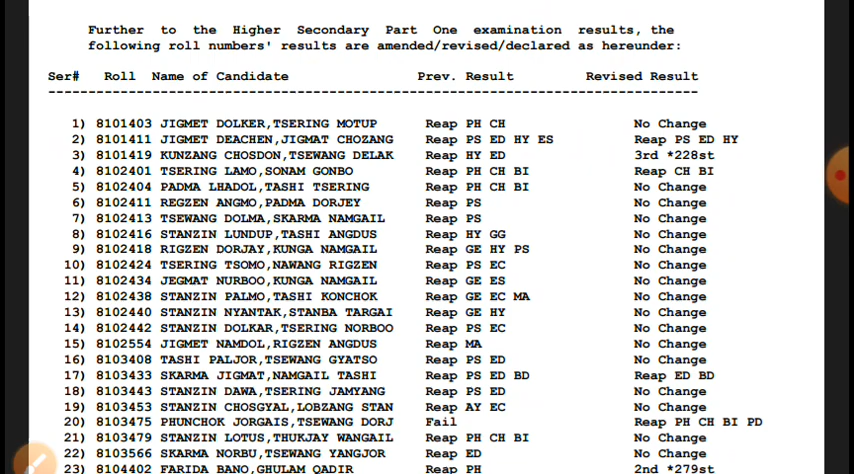 Further to the Higher Secondary Part One examination results, the
following roll numbers' results are amended/revised/declared as hereunder:
Ser# Roll Name of Candidate Prev. Result Revised Result
--------------------------------------------------------------------------------
1) 8101403 JIGMET DOLKER,TSERING MOTUP Reap PH CH No Change
2) 8101411 JIGMET DEACHEN,JIGMAT CHOZANG Reap PS ED HY ES Reap PS ED HY
3) 8101419 KUNZANG CHOSDON,TSEWANG DELAK Reap HY ED 3rd *228st
4) 8102401 TSERING LAMO,SONAM GONBO Reap PH CH BI Reap CH BI
5) 8102404 PADMA LHADOL,TASHI TSERING Reap PH CH BI No Change
6) 8102411 REGZEN ANGMO,PADMA DORJEY Reap PS No Change
7) 8102413 TSEWANG DOLMA,SKARMA NAMGAIL Reap PS No Change
8) 8102416 STANZIN LUNDUP,TASHI ANGDUS Reap HY GG No Change
9) 8102418 RIGZEN DORJAY,KUNGA NAMGAIL Reap GE HY PS No Change
10) 8102424 TSERING TSOMO,NAWANG RIGZEN Reap PS EC No Change
11) 8102434 JEGMAT NURBOO,KUNGA NAMGAIL Reap GE ES No Change
12) 8102438 STANZIN PALMO,TASHI KONCHOK Reap GE EC MA No Change
13) 8102440 STANZIN NYANTAK,STANBA TARGAI Reap GE HY No Change
14) 8102442 STANZIN DOLKAR,TSERING NORBOO Reap PS EC No Change
15) 8102554 JIGMET NAMDOL,RIGZEN ANGDUS Reap MA No Change
16) 8103408 TASHI PALJOR,TSEWANG GYATSO Reap PS ED No Change
17) 8103433 SKARMA JIGMAT,NAMGAIL TASHI Reap PS ED BD Reap ED BD
18) 8103443 STANZIN DAWA,TSERING JAMYANG Reap PS ED No Change
19) 8103453 STANZIN CHOSGYAL,LOBZANG STAN Reap AY EC No Change
20) 8103475 PHUNCHOK JORGAIS,TSEWANG DORJ Fail Reap PH CH BI PD
21) 8103479 STANZIN LOTUS,THUKJAY WANGAIL Reap PH CH BI No Change
22) 8103566 SKARMA NORBU,TSEWANG YANGJOR Reap ED No Change
23) 8104402 FARIDA BANO,GHULAM QADIR Reap PH 2nd *279st